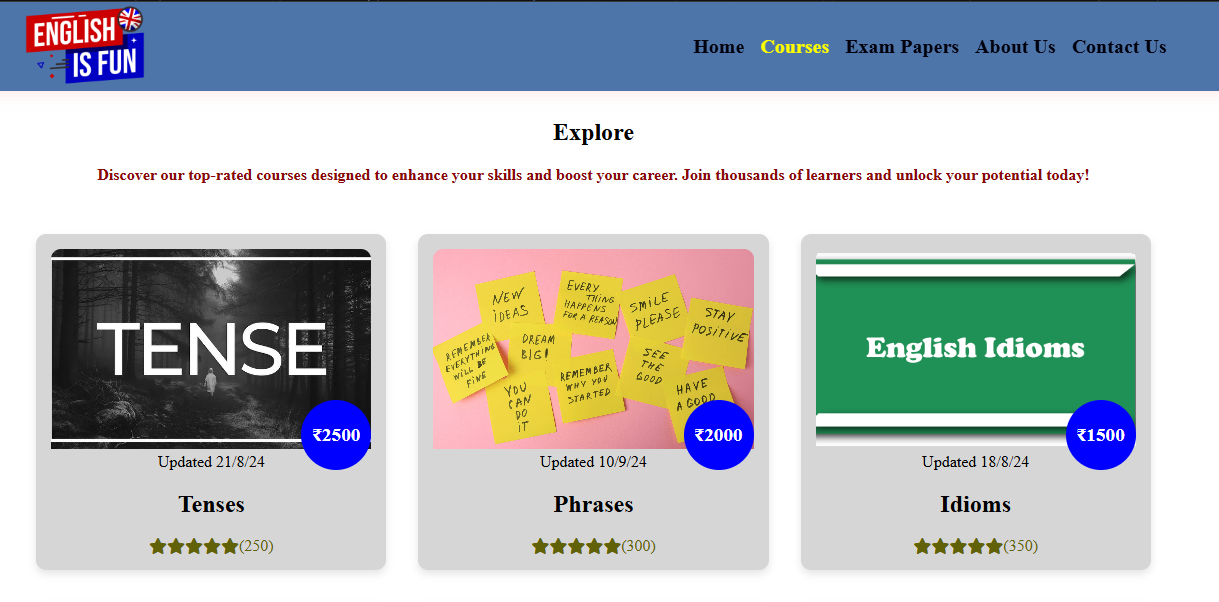 ENGLISH
IS FUN
Home Courses Exam Papers About Us Contact Us
Explore
Discover our top-rated courses designed to enhance your skills and boost your career. Join thousands of learners and unlock your potential today!
TENSE
₹2500
Updated 21/8/24
Tenses
(250)
NEW
IDEAS
EVERY
THING
HAPPENS
FOR A REASON
SMILE
PLEASE
STAY
POSITIVE
REMEMBER
EVERYTHING
WILL BE
FINE
DREAM
BIG!
SEE
THE
GOOD
YOU
CAN
DO
IT
REMEMBER
WHY YOU
STARTED
HAVE
A GOOD
₹2000
Updated 10/9/24
Phrases
(300)
English Idioms
₹1500
Updated 18/8/24
Idioms
(350)